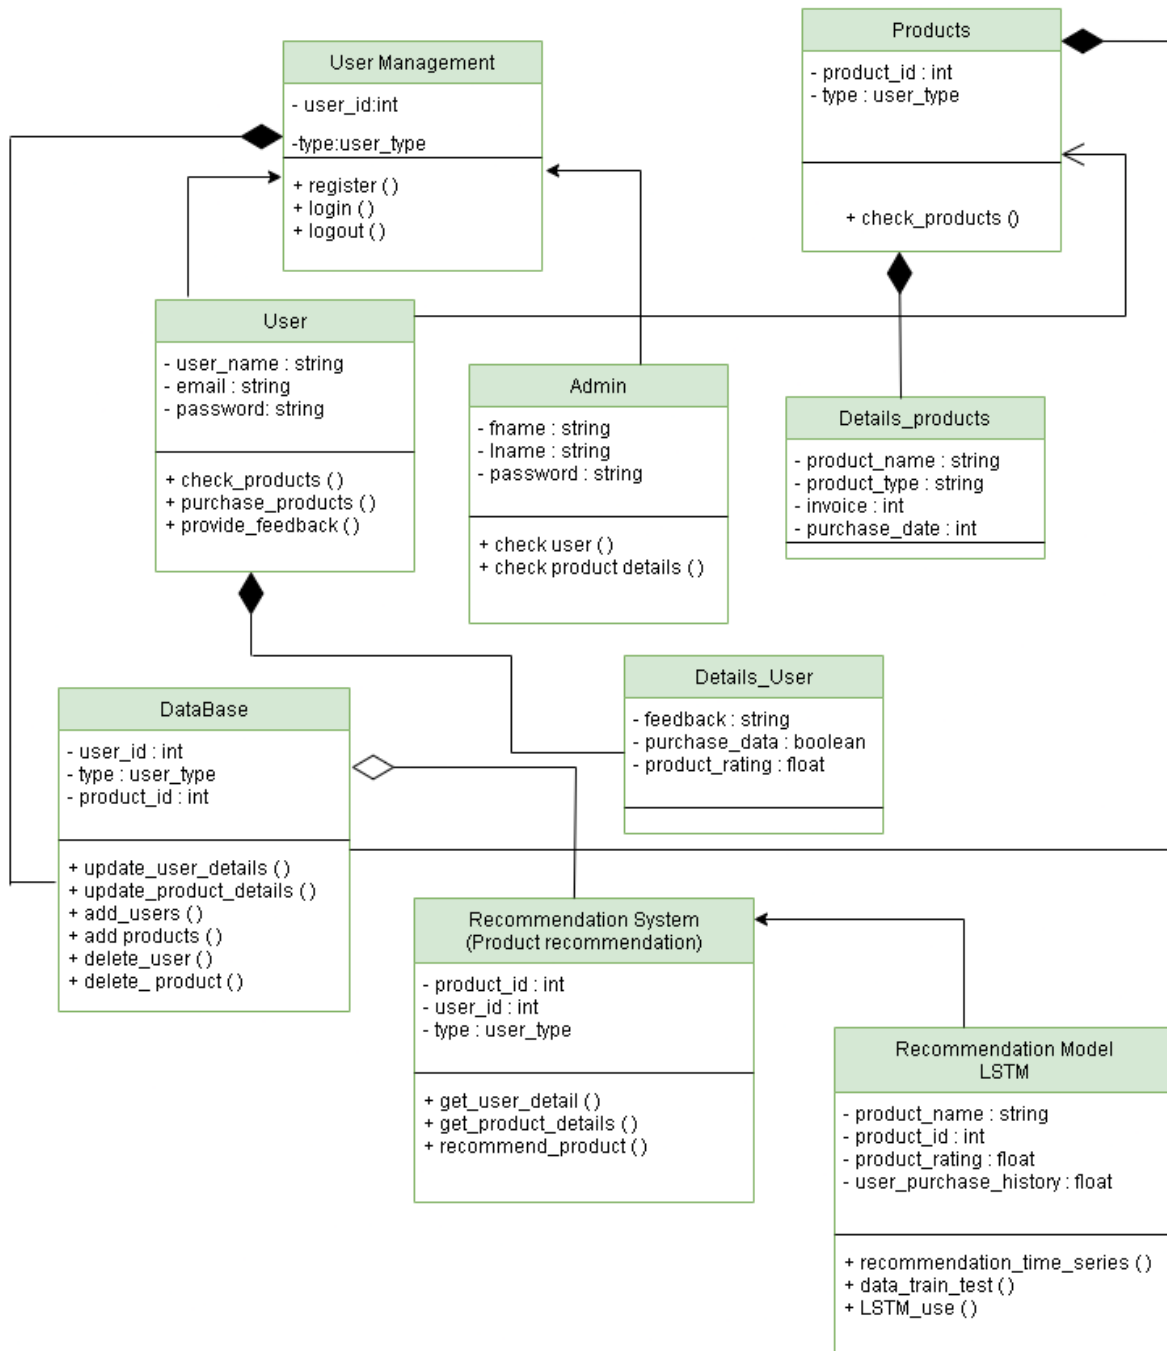 Products
- product_id : int
- type : user_type
+ check_products ()
User Management
- user_id:int
-type:user_type
+ register ()
+ login ()
+ logout ()
User
- user_name : string
- email : string
- password: string
+ check_products ()
+ purchase_products ()
+ provide_feedback ()
Admin
- fname : string
- lname : string
- password : string
+ check user ()
+ check product details ()
Details_products
- product_name : string
- product_type : string
- invoice : int
- purchase_date : int
Details_User
- feedback : string
- purchase_data : boolean
- product_rating : float
DataBase
- user_id : int
- type : user_type
- product_id : int
+ update_user_details ()
+ update_product_details ()
+ add_users ()
+ add products ()
+ delete_user ()
+ delete_ product ()
Recommendation System
(Product recommendation)
- product_id : int
- user_id : int
- type : user_type
+ get_user_detail ()
+ get_product_details ()
+ recommend_product ()
Recommendation Model
LSTM
- product_name : string
- product_id : int
- product_rating : float
- user_purchase_history : float
+ recommendation_time_series ()
+ data_train_test ()
+ LSTM_use ()